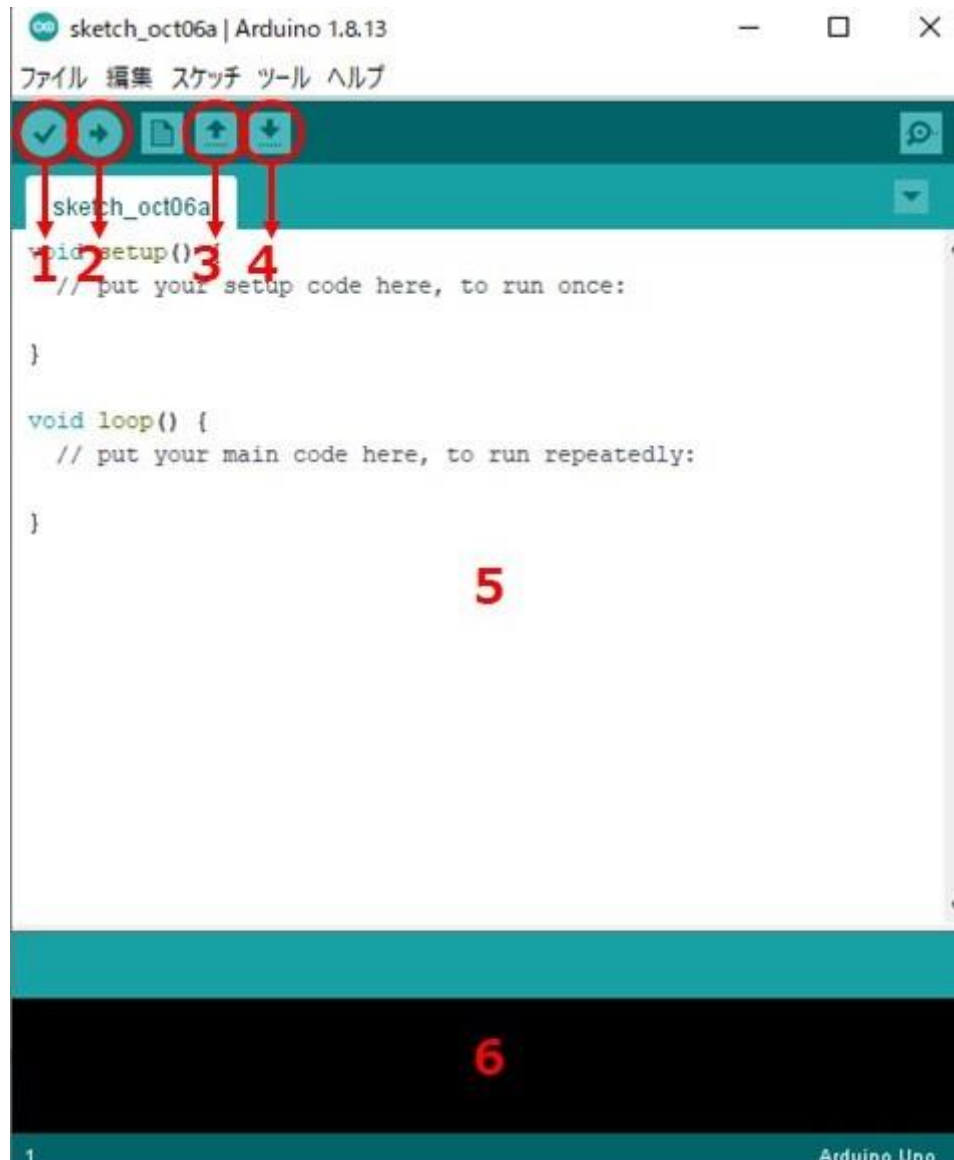 sketch_oct06a | Arduino 1.8.13
ファイル 編集 スケッチ ツール ヘルプ
sketch_oct06a
1 2 3 4
void setup() {
// put your setup code here, to run once:
}
void loop() {
// put your main code here, to run repeatedly:
}
5
6
1 Arduino Uno